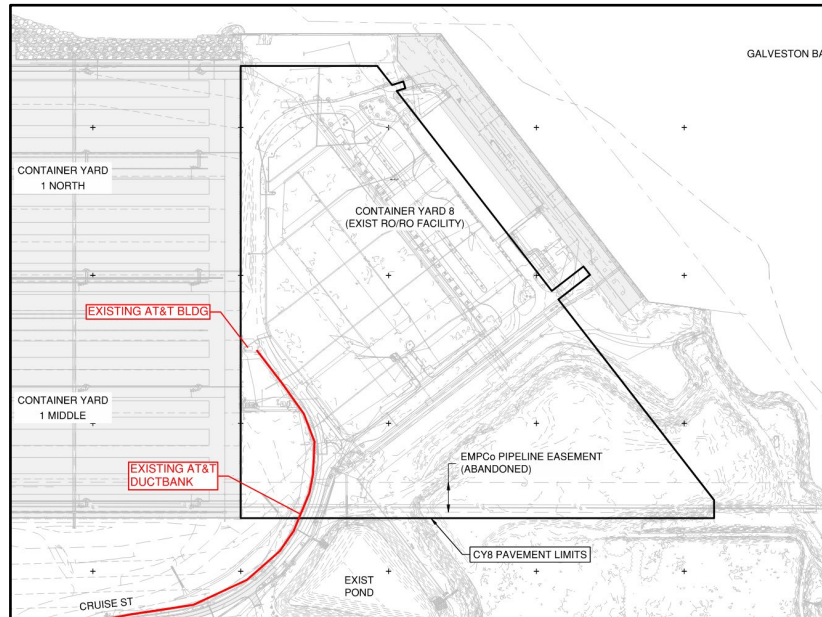 GALVESTON BA
CONTAINER YARD
1 NORTH
CONTAINER YARD 8
(EXIST RO/RO FACILITY)
EXISTING AT&T BLDG
CONTAINER YARD
1 MIDDLE
EMPCo PIPELINE EASEMENT
(ABANDONED)
EXISTING AT&T
DUCTBANK
CY8 PAVEMENT LIMITS
EXIST
POND
CRUISE ST